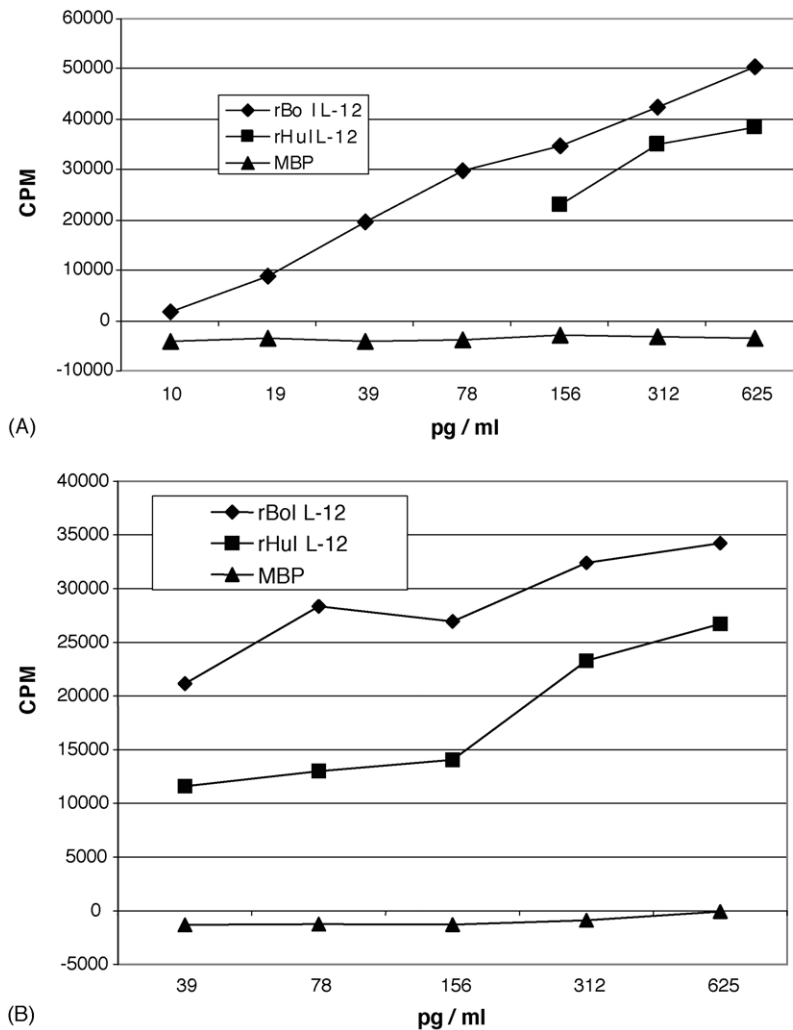 60000
50000
40000
30000
20000
10000
0
-10000
CPM
rBo I L-12
rHuIL-12
MBP
10 19 39 78 156 312 625
pg / ml
(A)
40000
35000
30000
25000
20000
15000
10000
5000
0
-5000
CPM
rBoI L-12
rHuI L-12
MBP
39 78 156 312 625
pg / ml
(B)